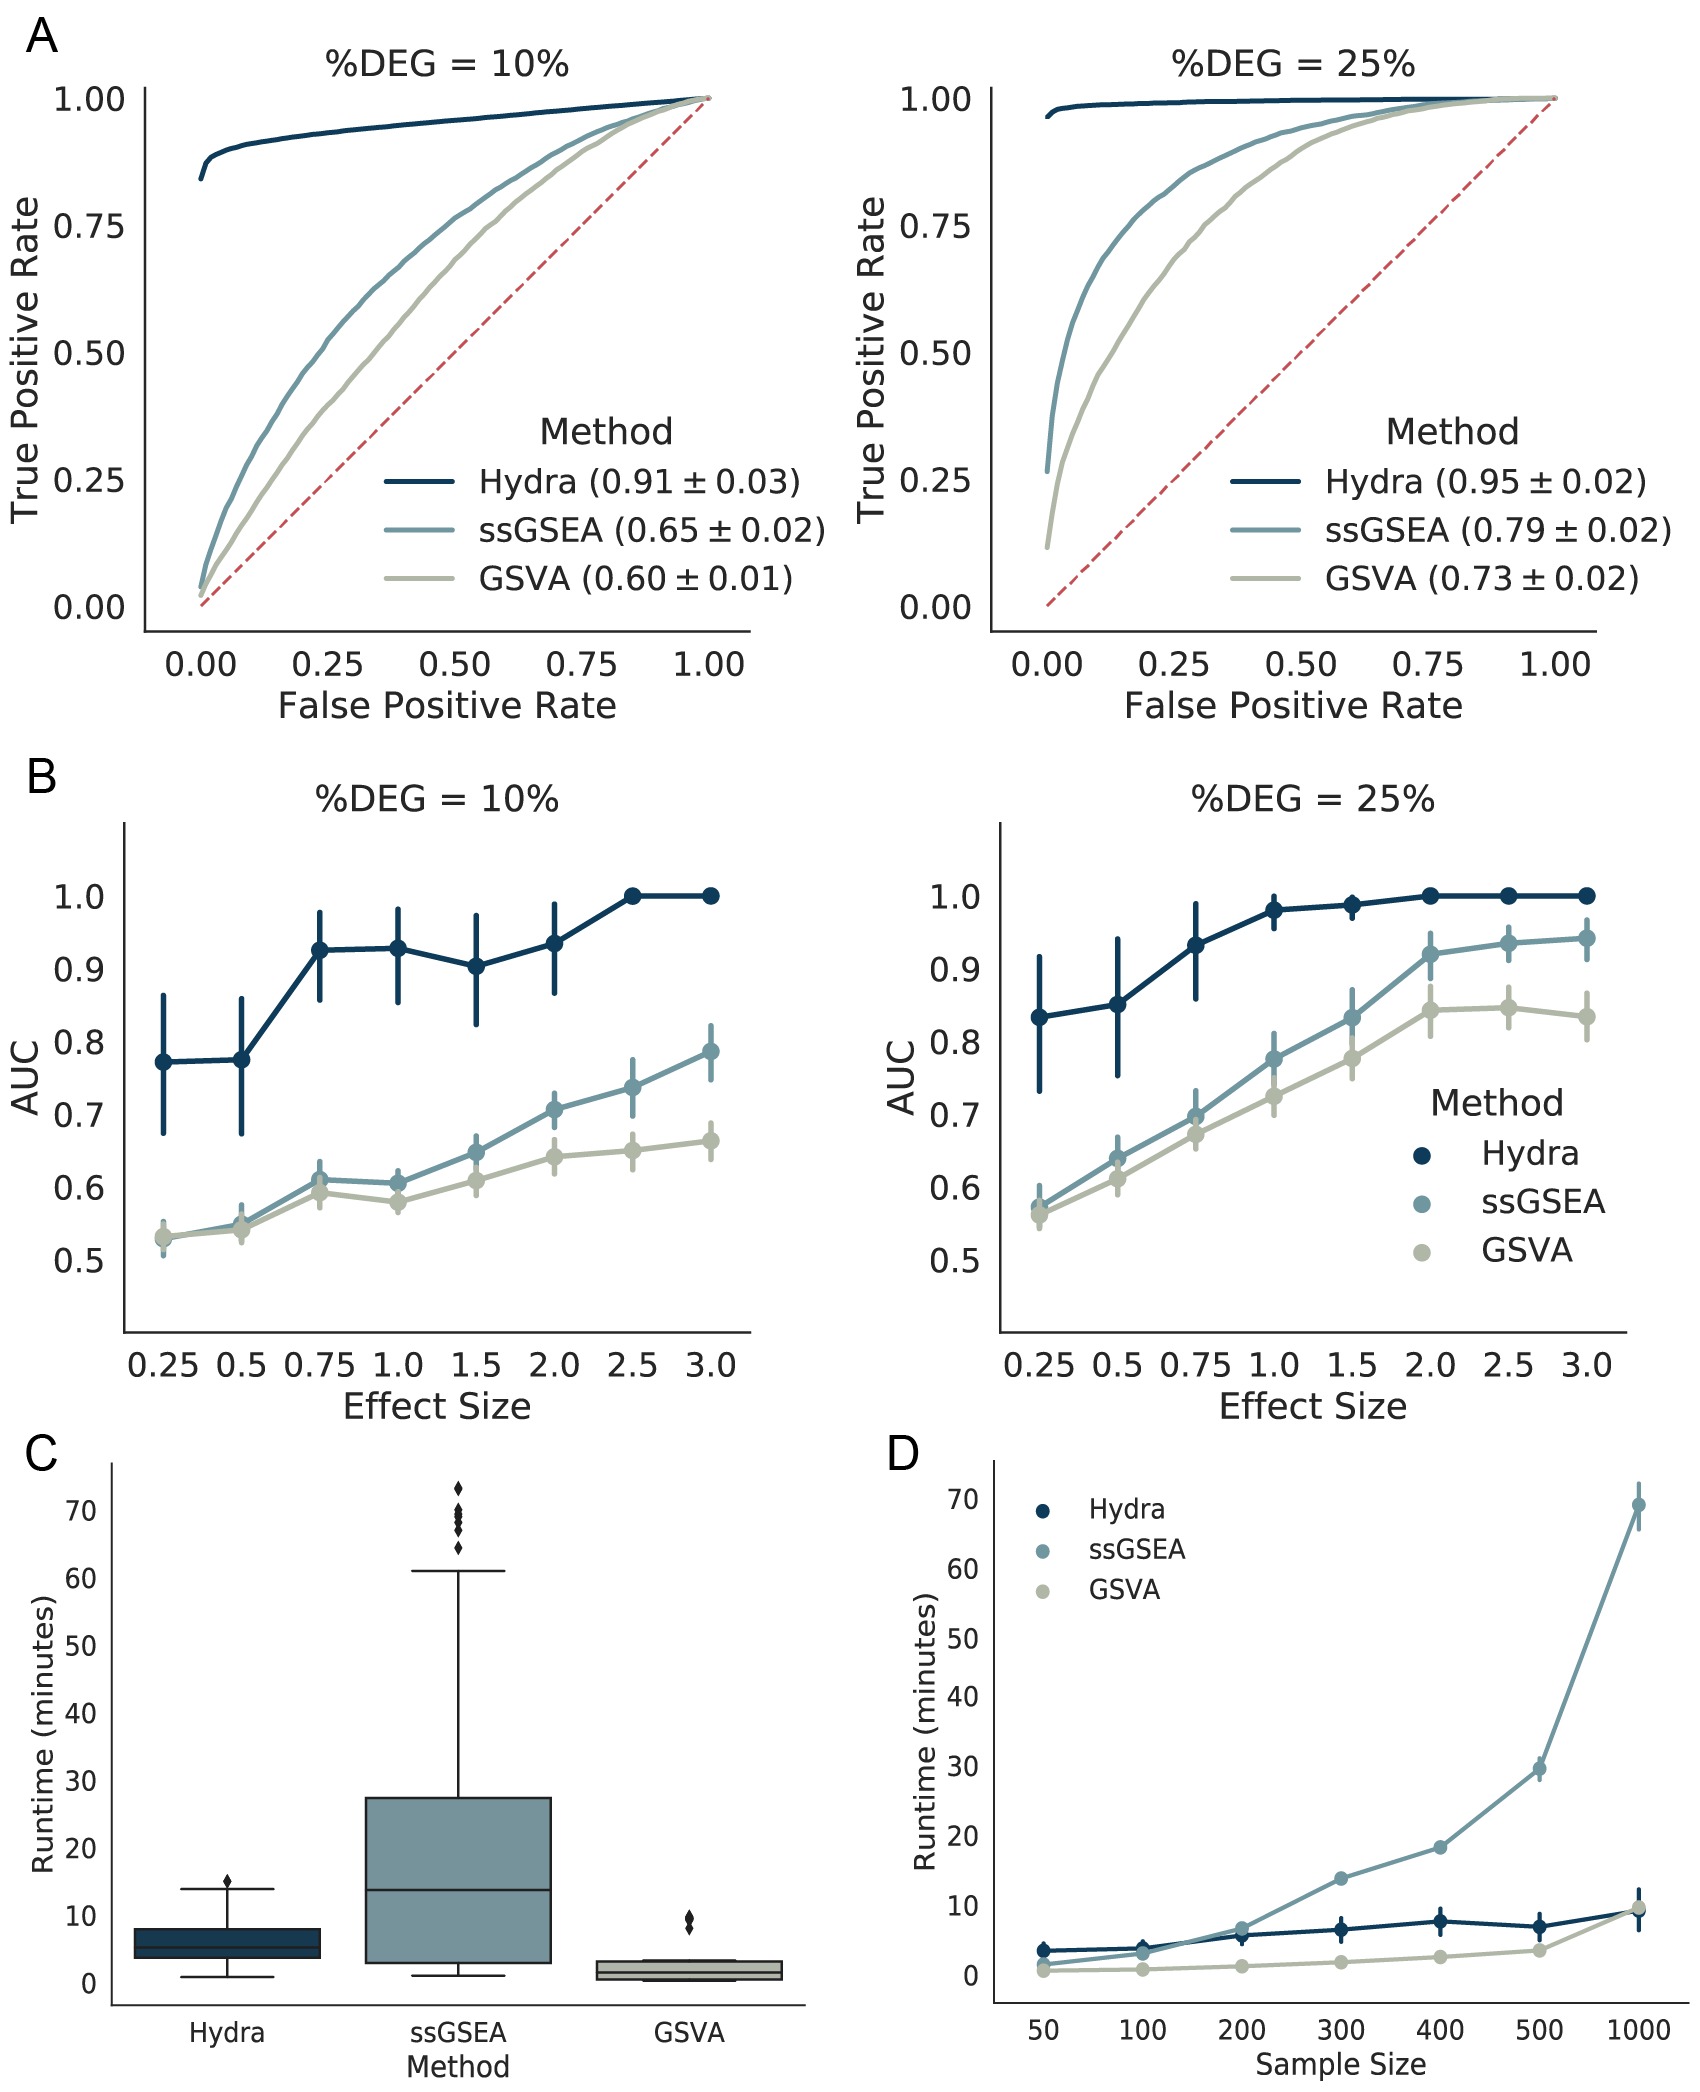 A
%DEG = 10%
1.00
0.75
0.50
0.25
0.00
True Positive Rate
Method
Hydra (0.91 ± 0.03)
ssGSEA (0.65 ± 0.02)
GSVA (0.60 ± 0.01)
0.00 0.25 0.50 0.75 1.00
False Positive Rate
%DEG = 25%
1.00
0.75
0.50
0.25
0.00
True Positive Rate
Method
Hydra (0.95 ± 0.02)
ssGSEA (0.79 ± 0.02)
GSVA (0.73 ± 0.02)
0.00 0.25 0.50 0.75 1.00
False Positive Rate
B
%DEG = 10%
1.0
0.9
0.8
0.7
0.6
0.5
AUC
0.25 0.5 0.75 1.0 1.5 2.0 2.5 3.0
Effect Size
%DEG = 25%
1.0
0.9
0.8
0.7
0.6
0.5
AUC
Method
Hydra
ssGSEA
GSVA
0.25 0.5 0.75 1.0 1.5 2.0 2.5 3.0
Effect Size
C
70
60
50
40
30
20
10
0
Runtime (minutes)
Hydra ssGSEA GSVA
Method
D
70
60
50
40
30
20
10
0
Runtime (minutes)
Hydra
ssGSEA
GSVA
50 100 200 300 400 500 1000
Sample Size